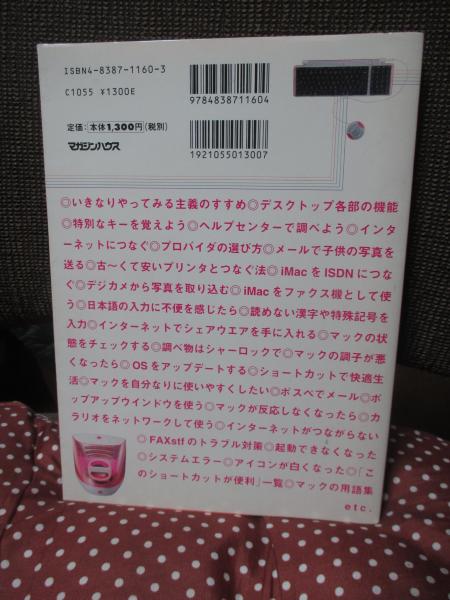 ISBN4-8387-1160-3
C1055 ¥1300E
定価:本体1,300円(税別)
マガジンハウス
9784838711604
1921055013007
◎いきなりやってみる主義のすすめ◎デスクトップ各部の機能
◎特別なキーを覚えよう◎ヘルプセンターで調べよう◎インタ
ーネットにつなぐ◎プロバイダの選び方◎メールで子供の写真を
送る◎古〜くて安いプリンタとつなぐ法◎iMacをISDNにつな
ぐ◎デジカメから写真を取り込む◎iMacをファクス機として使
う◎日本語の入力に不便を感じたら◎読めない漢字や特殊記号を
入力◎インターネットでシェアウエアを手に入れる◎マックの状
態をチェックする◎調べ物はシャーロックで◎マックの調子が悪
くなったら◎OSをアップデートする◎ショートカットで快適生
活◎マックを自分なりに使いやすくしたい◎ポスペでメール◎ポ
ップアップウインドウを使う◎マックが反応しなくなったら◎カ
ラリオをネットワークして使う◎インターネットがつながらない
◎FAXstfのトラブル対策◎起動できなくなった
◎システムエラー◎アイコンが白くなった◎「こ
のショートカットが便利」一覧◎マックの用語集
etc.